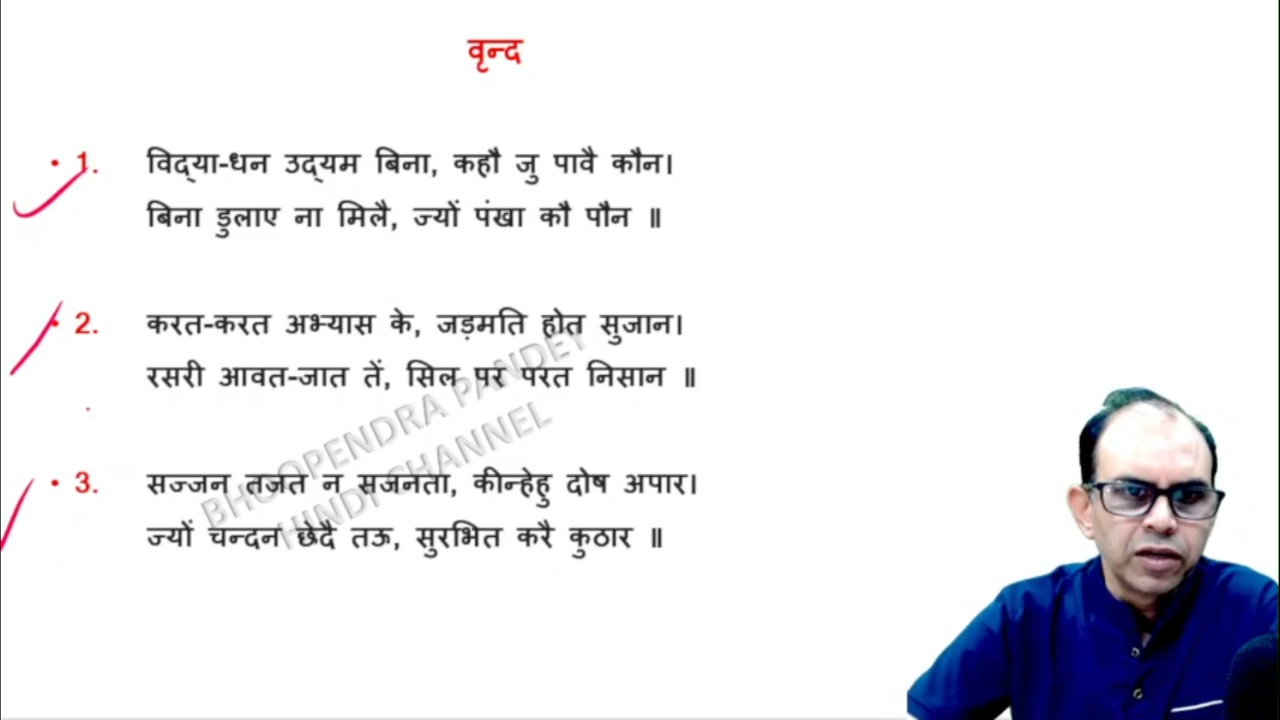 वृन्द
• 1. विद्‌या-धन उद्‌यम बिना, कहौ जु पावै कौन।
बिना डुलाए ना मिलै, ज्यों पंखा कौ पौन ॥
• 2. करत-करत अभ्यास के, जड़मति होत सुजान।
रसरी आवत-जात तें, सिल पर परत निसान ॥
• 3. सज्जन तजत न सजनता, कीन्हेहु दोष अपार।
ज्यों चन्दन छेदै तऊ, सुरभित करै कुठार ॥
BHOOPENDRA PANDEY
HINDI CHANNEL